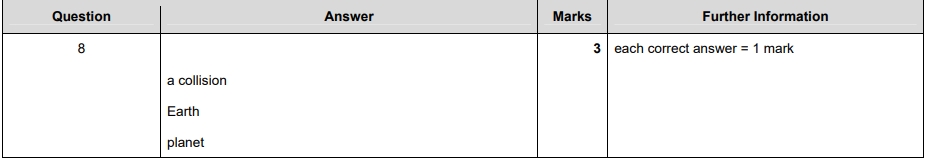 Question Answer Marks Further Information
8 3 each correct answer = 1 mark
a collision
Earth
planet